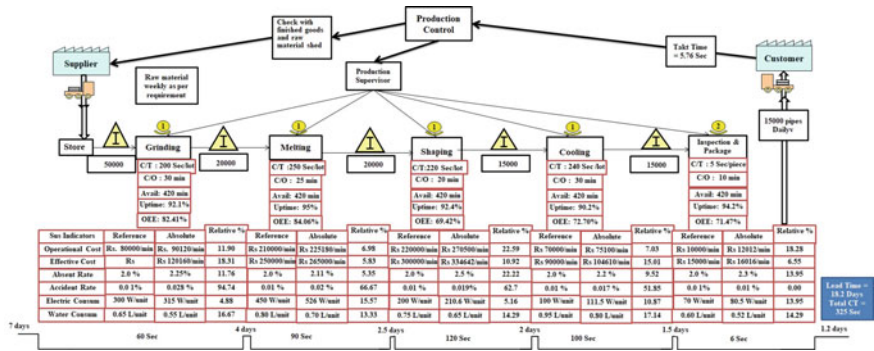 Production
Control
Check with
finished goods
and raw
material shed
Takt Time
= 5.76 Sec
Supplier
Customer
Production
Supervisor
Raw material
weekly as per
requirement
15000 pipes
Dailyv
1
1
1
1
2
Store
I
Grinding
I
Melting
I
Shaping
I
Cooling
I
Inspection &
Package
50000
20000
20000
15000
15000
C/T : 200 Sec/lot
C/O : 30 min
Avail: 420 min
Uptime: 92.1%
OEE: 82.41%
C/T :250 Sec/lot
C/O : 25 min
Avail: 420 min
Uptime: 95%
OEE: 84.06%
C/T:220 Sec/lot
C/O : 20 min
Avail: 420 min
Uptime: 92.4%
OEE: 69.42%
C/T : 240 Sec/lot
C/O : 30 min
Avail: 420 min
Uptime: 90.2%
OEE: 72.70%
C/T : 5 Sec/piece
C/O : 10 min
Avail: 420 min
Uptime: 94.2%
OEE: 71.47%
Sus Indicators Reference Absolute Relative % Reference Absolute Relative % Reference Absolute Relative % Reference Absolute Relative % Reference Absolute Relative %
Operational Cost Rs. 80000/min Rs. 90120/min 11.90 Rs 210000/min Rs 225180/min 6.98 Rs 220000/min Rs 270500/min 22.59 Rs 70000/min Rs 75100/min 7.03 Rs 10000/min Rs 12012/min 18.28
Effective Cost Rs Rs 120160/min 18.31 Rs 250000/min Rs 265000/min 5.83 Rs 300000/min Rs 334642/min 10.92 Rs 90000/min Rs 104610/min 15.01 Rs 15000/min Rs 16016/min 6.55
Absent Rate 2.0 % 2.25% 11.76 2.0 % 2.11 % 5.35 2.0 % 2.5 % 22.22 2.0 % 2.2 % 9.52 2.0 % 2.3% 13.95
Accident Rate 0.0 1% 0.028 % 94.74 0.01 % 0.02 % 66.67 0.01 % 0.019% 62.7 0.01 % 0.017% 51.85 0.0 1% 0.01 % 0.00
Electric Consum 300 W/unit 315 W/unit 4.88 450 W/unit 526 W/unit 15.57 200 W/unit 210.6 W/unit 5.16 100 W/unit 111.5 W/unit 10.87 70 W/unit 80.5 W/unit 13.95
Water Consum 0.65 L/unit 0.55 L/unit 16.67 0.80 L/unit 0.70 L/unit 13.33 0.75 L/unit 0.65 L/unit 14.29 0.95 L/unit 0.80 L/unit 17.14 0.60 L/unit 0.52 L/unit 14.29
Lead Time =
18.2 Days
Total CT =
325 Sec
7 days
4 days
2.5 days
2 days
1.5 days
1.2 days
60 Sec
90 Sec
120 Sec
100 Sec
6 Sec